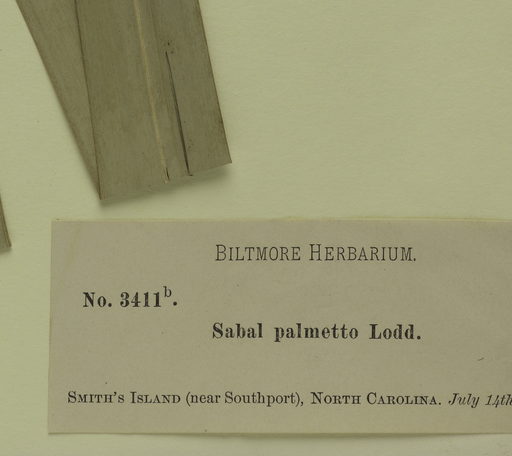 BILTMORE HERBARIUM.
No. 3411b.
Sabal palmetto Lodd.
SMITH'S ISLAND (near Southport), NORTH CAROLINA. July 14th